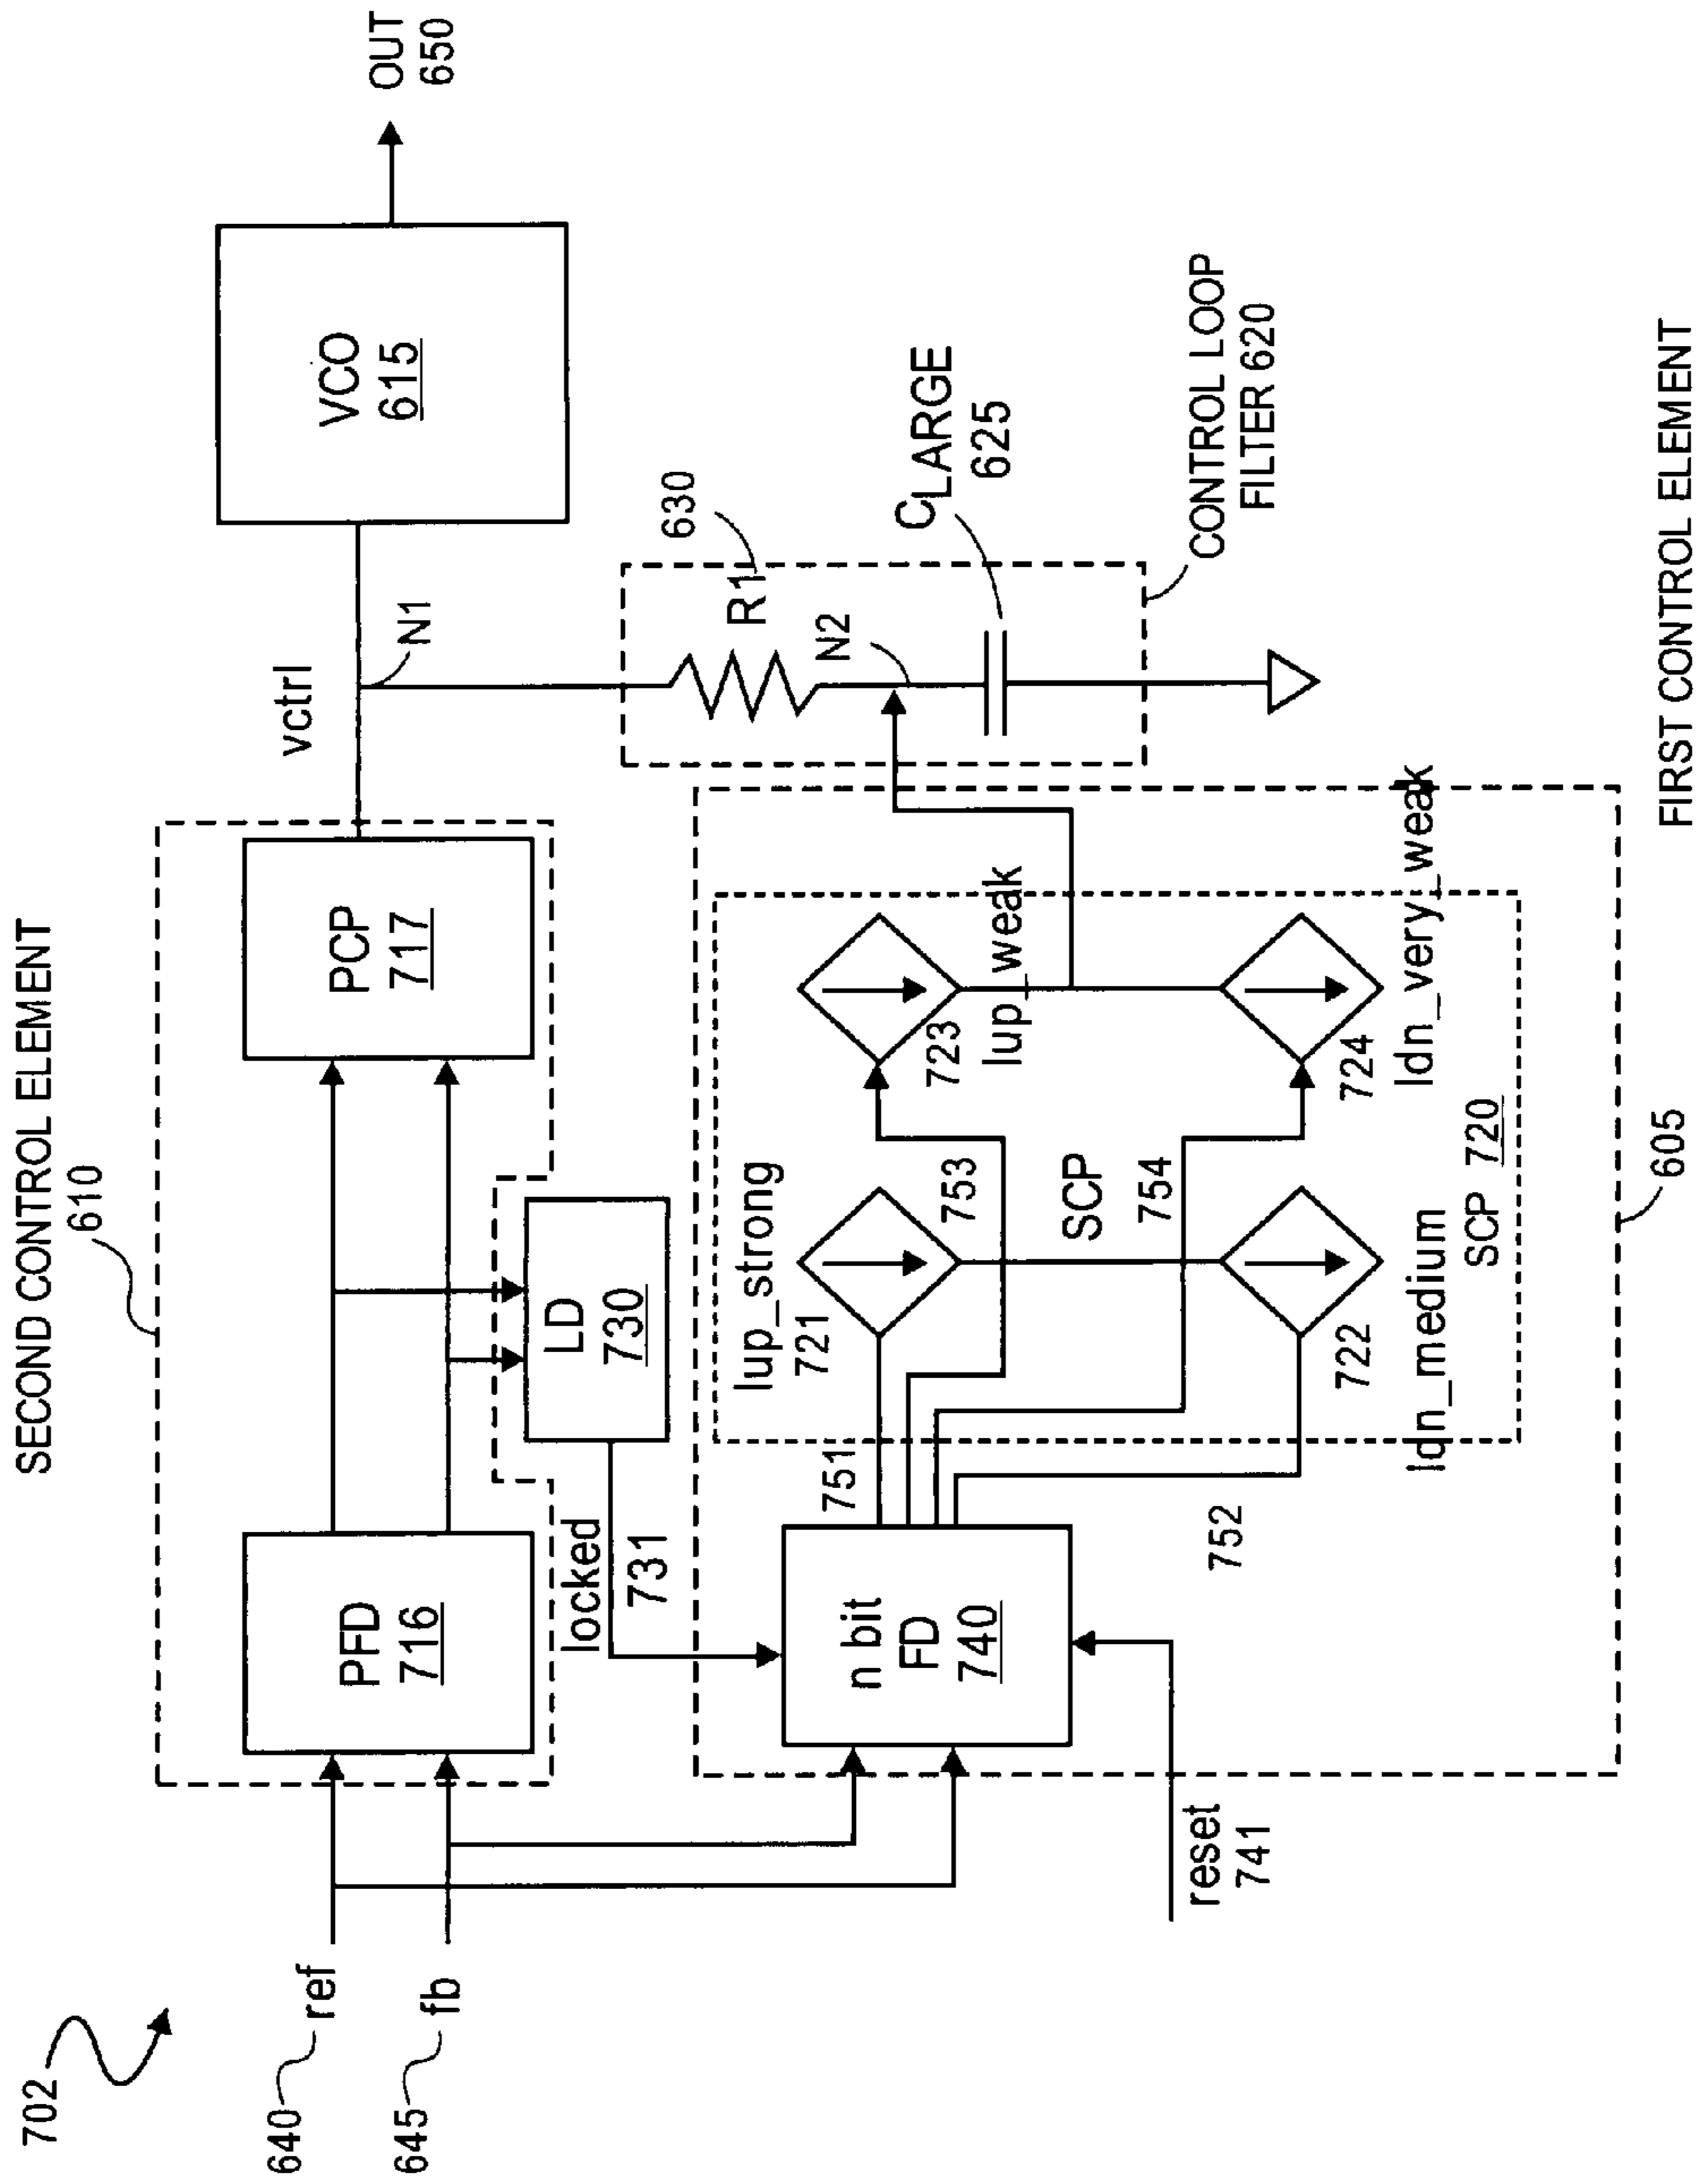 702
SECOND CONTROL ELEMENT
610
640 ref
645 fb
PFD
716
PCP
717
vctrl
N1
VCO
615
OUT
650
LD
730
locked
731
630
R1
N2
CLARGE
625
CONTROL LOOP
FILTER 620
n bit
FD
740
reset
741
751
752
753
754
Iup_strong
721
Idn_medium
722
723
Iup_weak
724
Idn_very_weak
SCP
SCP 720
605
FIRST CONTROL ELEMENT